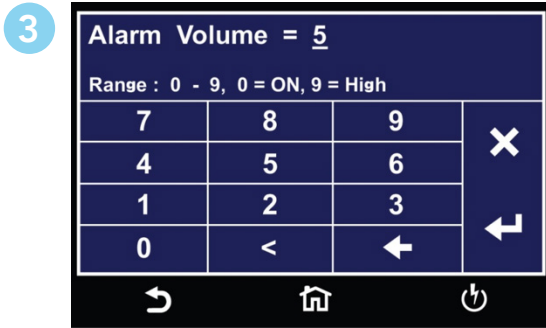 3
Alarm Volume = 5
Range : 0 - 9, 0 = ON, 9 = High
7 8 9
4 5 6
1 2 3
0 <